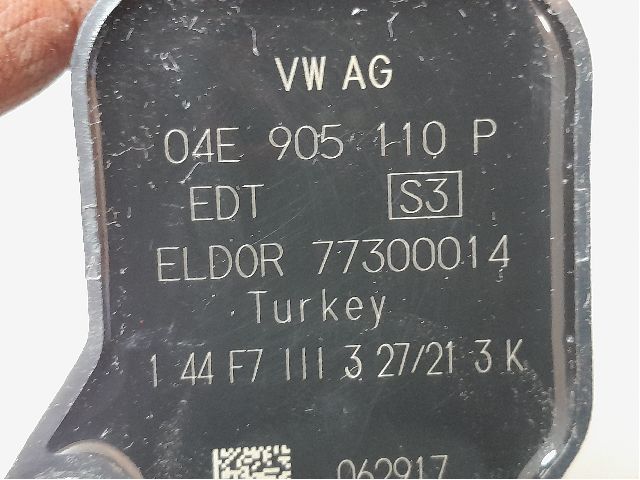 VW AG
04E 905 110 P
EDT S3
ELDOR 77300014
Turkey
1 44 F7 111 3 27/21 3 K
062917